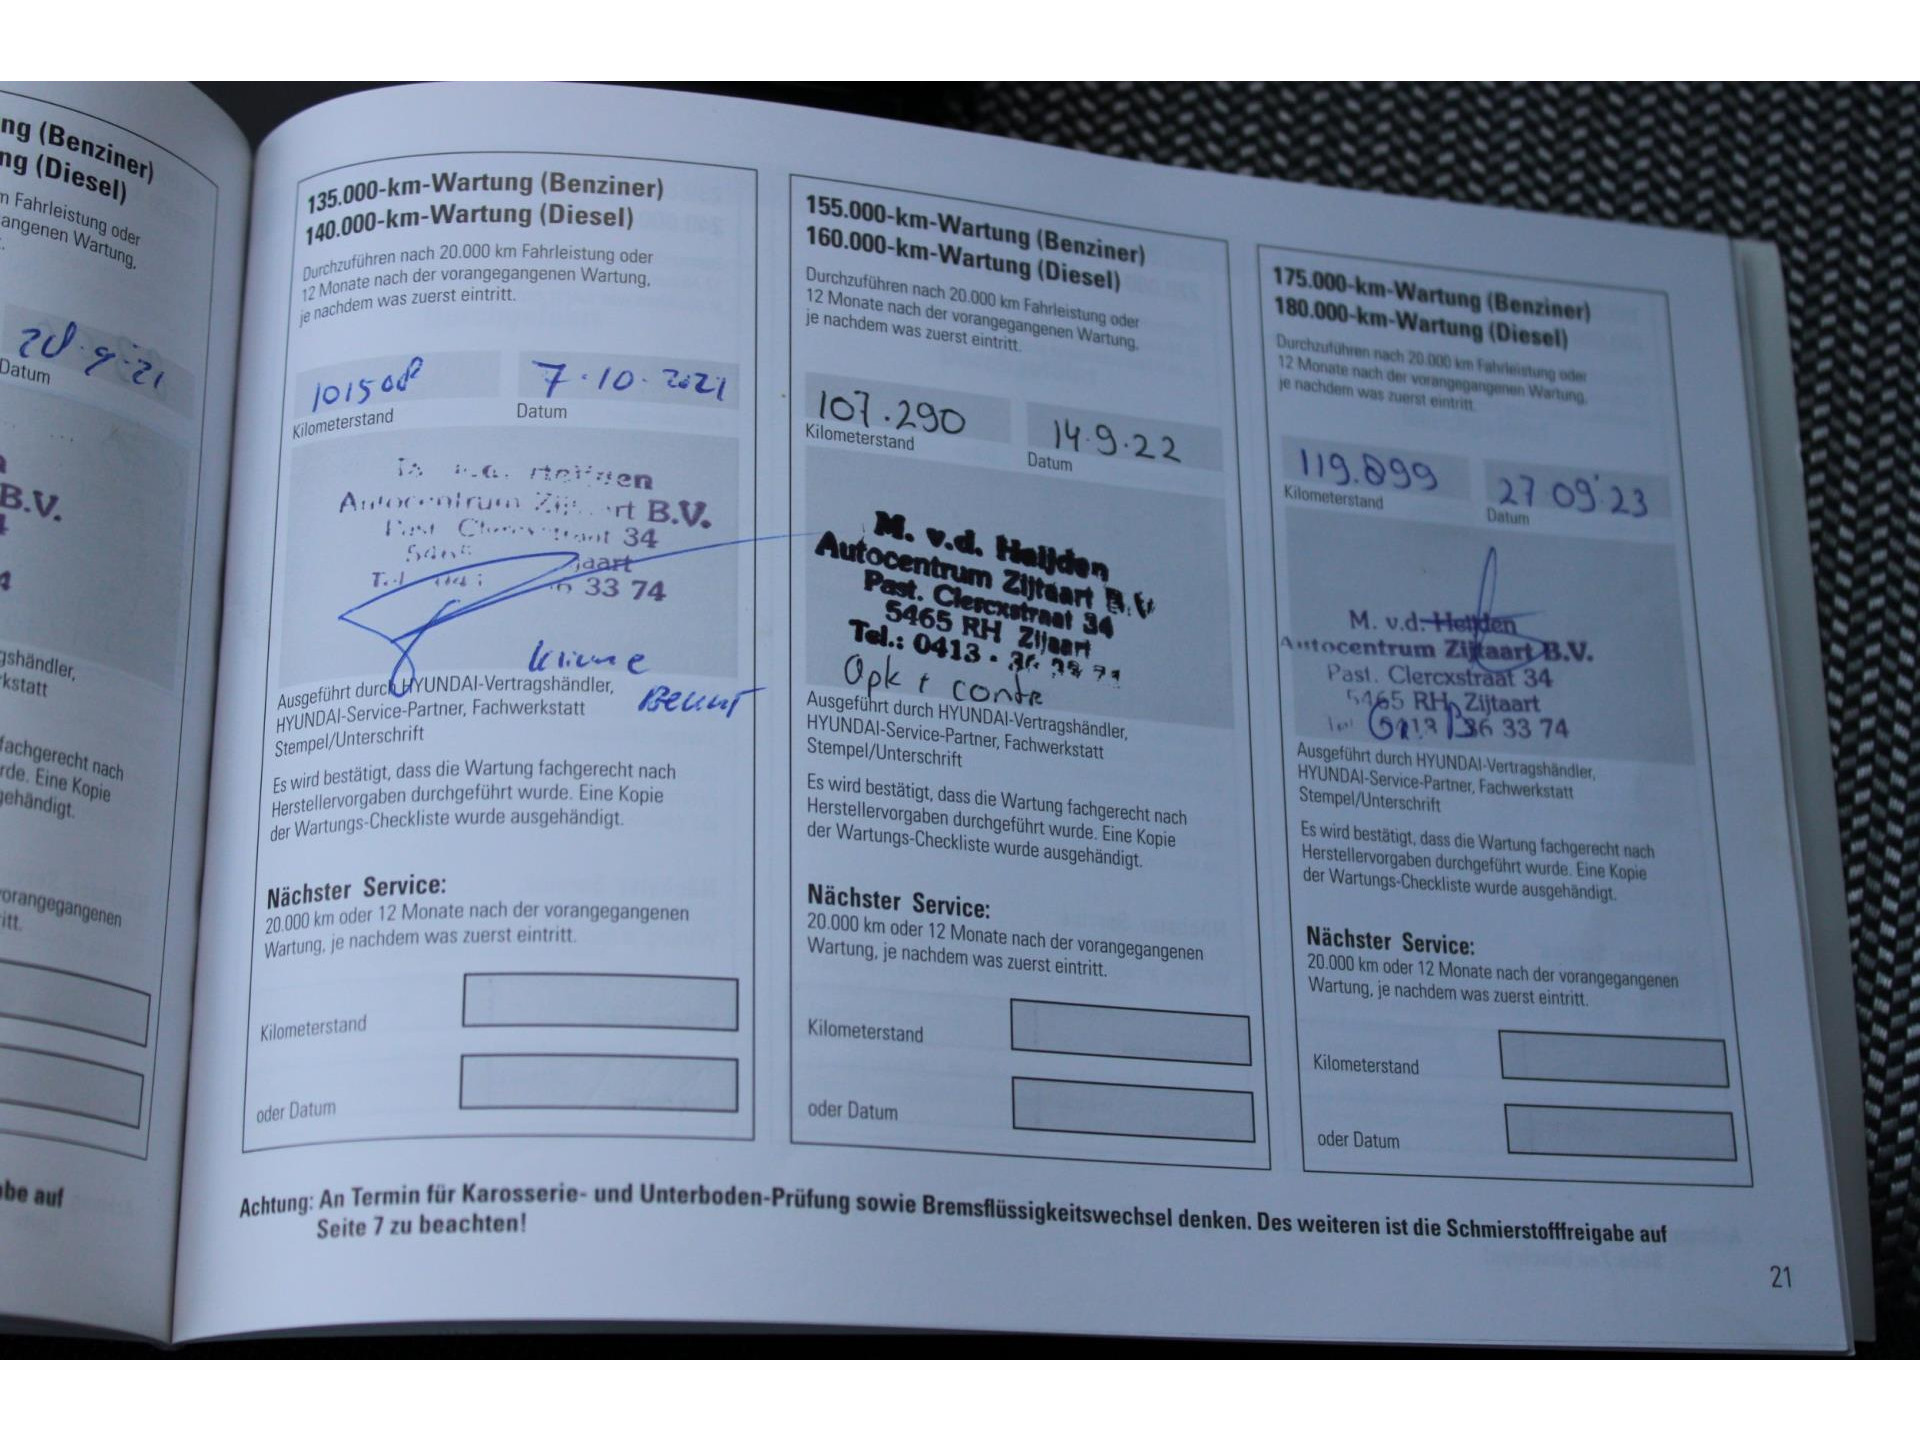 ng (Benziner)
ng (Diesel)
n Fahrleistung oder
angenen Wartung,
28.9.21
Datum
B.V.
4
gshändler,
kstatt
fachgerecht nach
rde. Eine Kopie
gehändigt.
vorangegangenen
itt.
be auf
135.000-km-Wartung (Benziner)
140.000-km-Wartung (Diesel)
Durchzuführen nach 20.000 km Fahrleistung oder
12 Monate nach der vorangegangenen Wartung,
je nachdem was zuerst eintritt.
101508 7.10.2021
Kilometerstand Datum
Heijden
Autocentrum B.V.
34
33 74
Ausgeführt durch HYUNDAI-Vertragshändler,
HYUNDAI-Service-Partner, Fachwerkstatt
Stempel/Unterschrift
Es wird bestätigt, dass die Wartung fachgerecht nach
Herstellervorgaben durchgeführt wurde. Eine Kopie
der Wartungs-Checkliste wurde ausgehändigt.
Nächster Service:
20.000 km oder 12 Monate nach der vorangegangenen
Wartung, je nachdem was zuerst eintritt.
Kilometerstand
oder Datum
155.000-km-Wartung (Benziner)
160.000-km-Wartung (Diesel)
Durchzuführen nach 20.000 km Fahrleistung oder
12 Monate nach der vorangegangenen Wartung,
je nachdem was zuerst eintritt.
107.290 14.9.22
Kilometerstand Datum
M. v.d. Heijden
Autocentrum Zijtaart B.V.
Past. Clercxstraat 34
5465 RH Zijtaart
Tel.: 0413 -
Opk + contr
Ausgeführt durch HYUNDAI-Vertragshändler,
HYUNDAI-Service-Partner, Fachwerkstatt
Stempel/Unterschrift
Es wird bestätigt, dass die Wartung fachgerecht nach
Herstellervorgaben durchgeführt wurde. Eine Kopie
der Wartungs-Checkliste wurde ausgehändigt.
Nächster Service:
20.000 km oder 12 Monate nach der vorangegangenen
Wartung, je nachdem was zuerst eintritt.
Kilometerstand
oder Datum
175.000-km-Wartung (Benziner)
180.000-km-Wartung (Diesel)
Durchzuführen nach 20.000 km Fahrleistung oder
12 Monate nach der vorangegangenen Wartung,
je nachdem was zuerst eintritt.
119.899 27 09 '23
Kilometerstand Datum
M. v.d. Heijden
Autocentrum Zijtaart B.V.
Past. Clercxstraat 34
5465 RH Zijtaart
Tel 0413 36 33 74
Ausgeführt durch HYUNDAI-Vertragshändler,
HYUNDAI-Service-Partner, Fachwerkstatt
Stempel/Unterschrift
Es wird bestätigt, dass die Wartung fachgerecht nach
Herstellervorgaben durchgeführt wurde. Eine Kopie
der Wartungs-Checkliste wurde ausgehändigt.
Nächster Service:
20.000 km oder 12 Monate nach der vorangegangenen
Wartung, je nachdem was zuerst eintritt.
Kilometerstand
oder Datum
Achtung: An Termin für Karosserie- und Unterboden-Prüfung sowie Bremsflüssigkeitswechsel denken. Des weiteren ist die Schmierstofffreigabe auf
Seite 7 zu beachten!
21